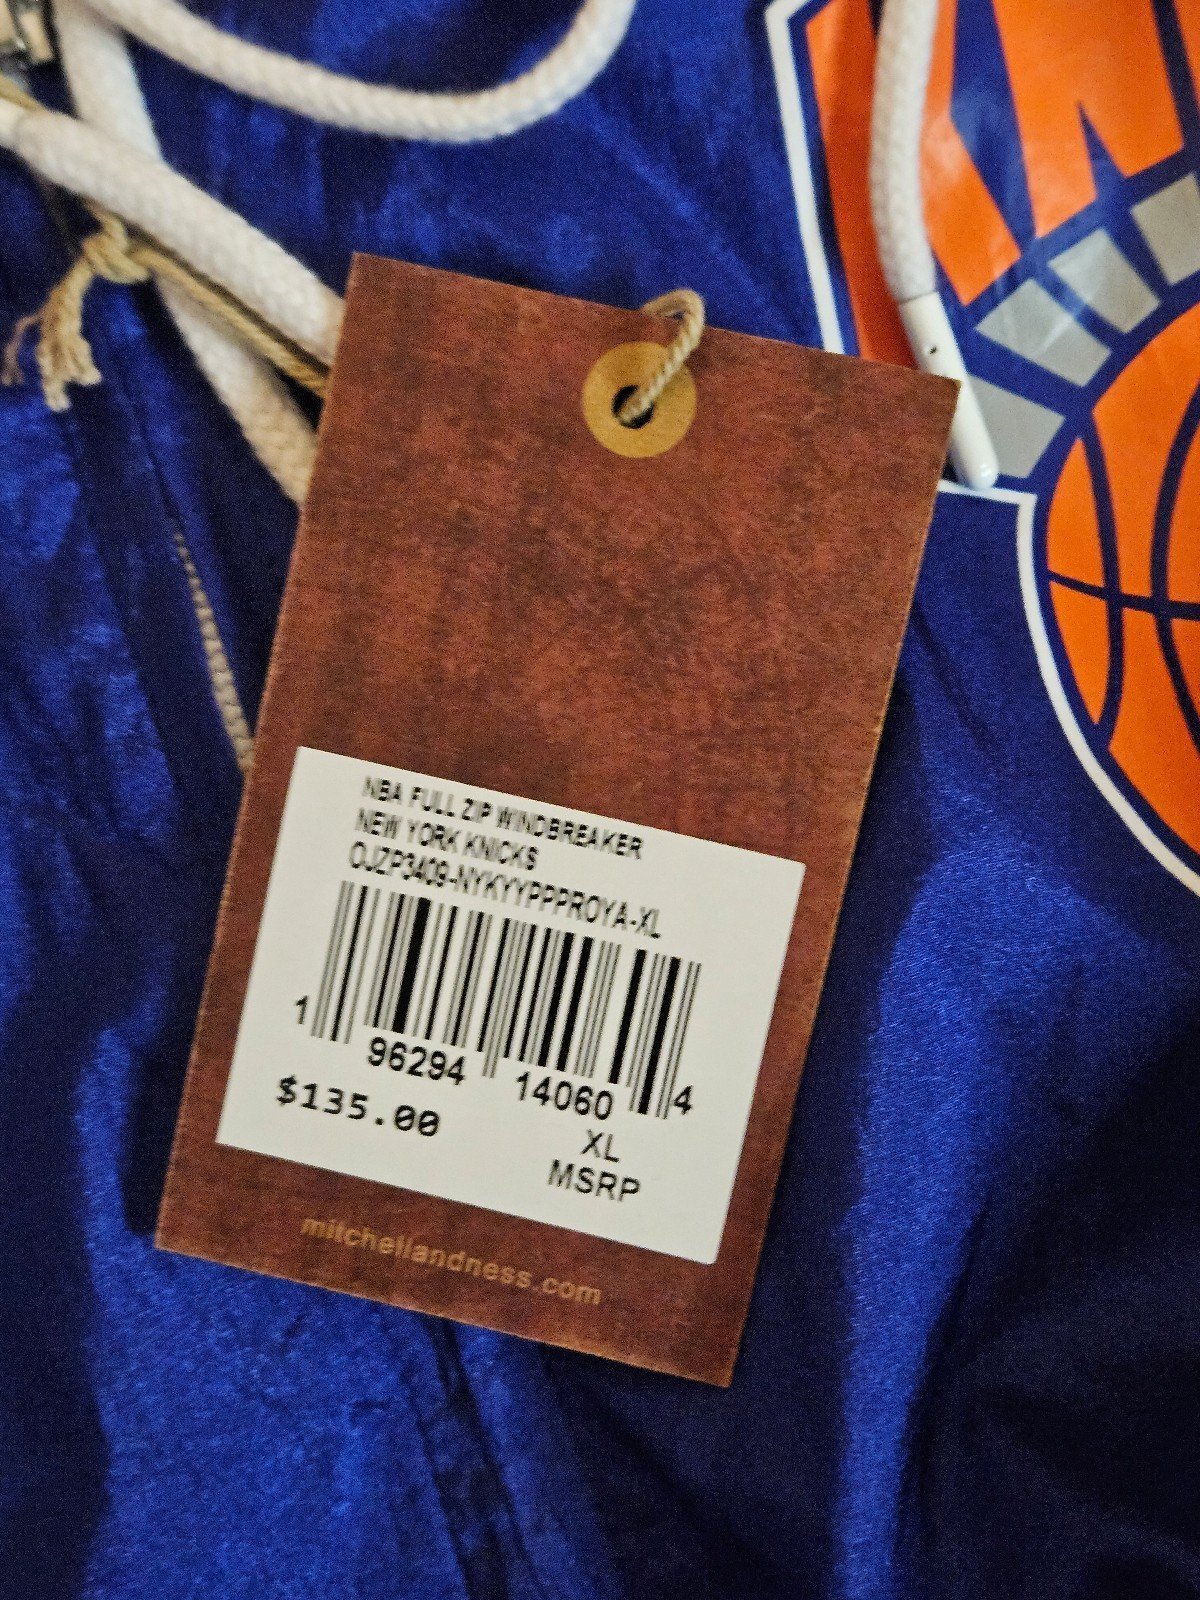 NBA FULL ZIP WINDBREAKER
NEW YORK KNICKS
OJZP3409-NYKYYPPPROYA-XL
1 96294 14060 4
$135.00
XL
MSRP
mitchellandness.com